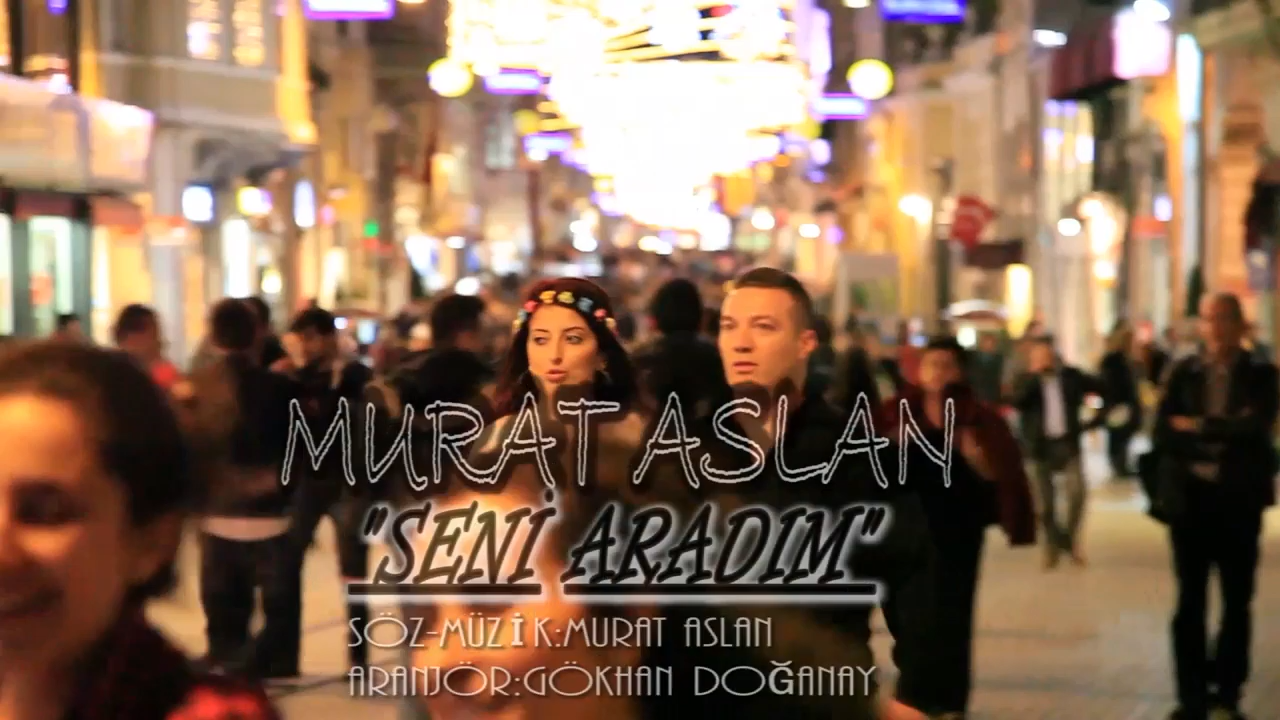 MURAT ASLAN
"SENİ ARADIM"
SÖZ-MÜZİK:MURAT ASLAN
ARANJÖR:GÖKHAN DOĞANAY